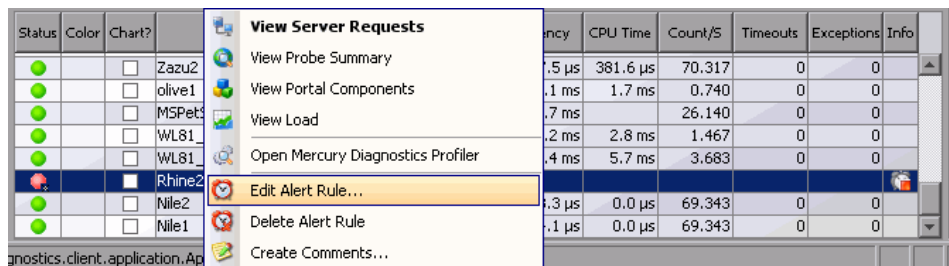 Status Color Chart? ency CPU Time Count/S Timeouts Exceptions Info
View Server Requests
View Probe Summary
View Portal Components
View Load
Open Mercury Diagnostics Profiler
Edit Alert Rule...
Delete Alert Rule
Create Comments...
Zazu2 .5 µs 381.6 µs 70.317 0 0
olive1 .1 ms 1.7 ms 0.740 0 0
MSPetS .7 ms 26.140 0 0
WL81_ .2 ms 2.8 ms 1.467 0 0
WL81_ .4 ms 5.7 ms 3.683 0 0
Rhine2
Nile2 .3 µs 0.0 µs 69.343 0 0
Nile1 .1 µs 0.0 µs 69.343 0 0
gnostics.client.application.Ap